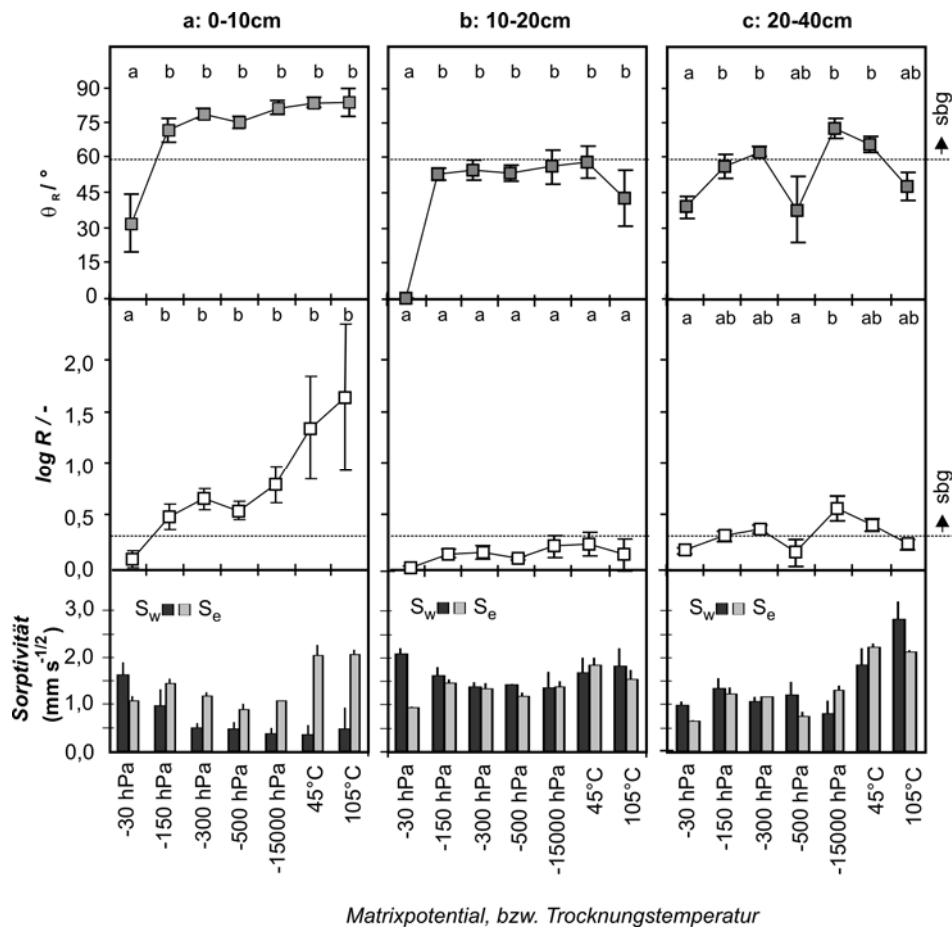 a: 0-10cm
b: 10-20cm
c: 20-40cm
a b b b b b b
a b b b b b b
a b b ab b b ab
90
75
60
45
30
15
0
θR / °
sbg
a b b b b b b
a a a a a a a
a ab ab a b ab ab
2,0
1,5
1,0
0,5
0,0
log R / -
sbg
Sw Se
Sw Se
Sw Se
3,0
2,0
1,0
0,0
Sorptivität
(mm s-1/2)
-30 hPa
-150 hPa
-300 hPa
-500 hPa
-15000 hPa
45°C
105°C
-30 hPa
-150 hPa
-300 hPa
-500 hPa
-15000 hPa
45°C
105°C
-30 hPa
-150 hPa
-300 hPa
-500 hPa
-15000 hPa
45°C
105°C
Matrixpotential, bzw. Trocknungstemperatur